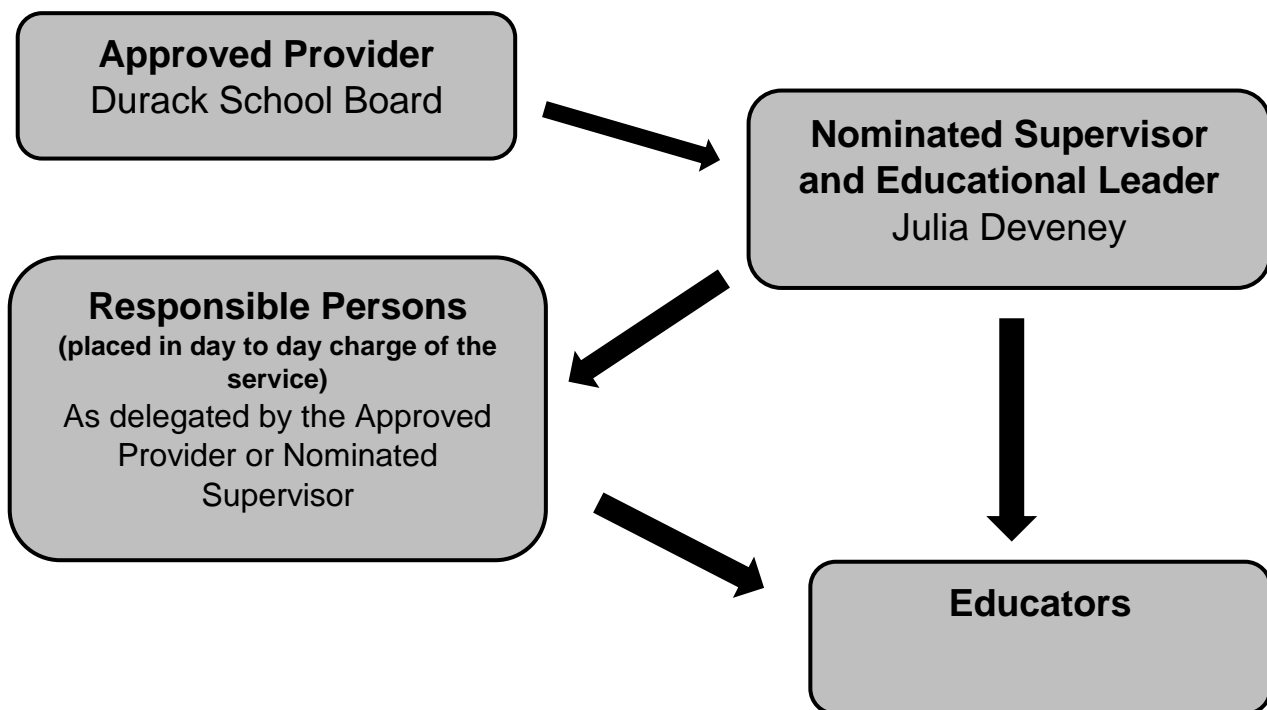 Approved Provider
Durack School Board
Nominated Supervisor
and Educational Leader
Julia Deveney
Responsible Persons
(placed in day to day charge of the
service)
As delegated by the Approved
Provider or Nominated
Supervisor
Educators